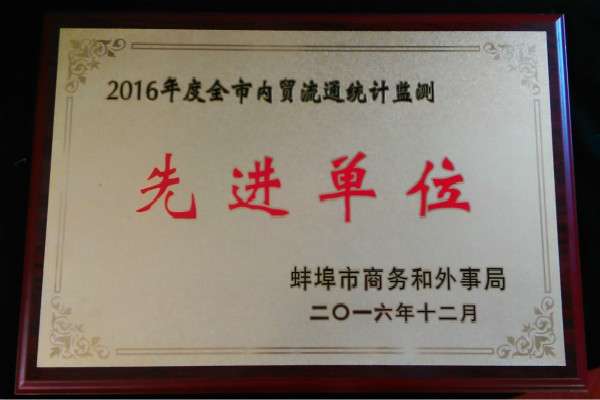 2016年度全市内贸流通统计监测
先进单位
蚌埠市商务和外事局
二〇一六年十二月